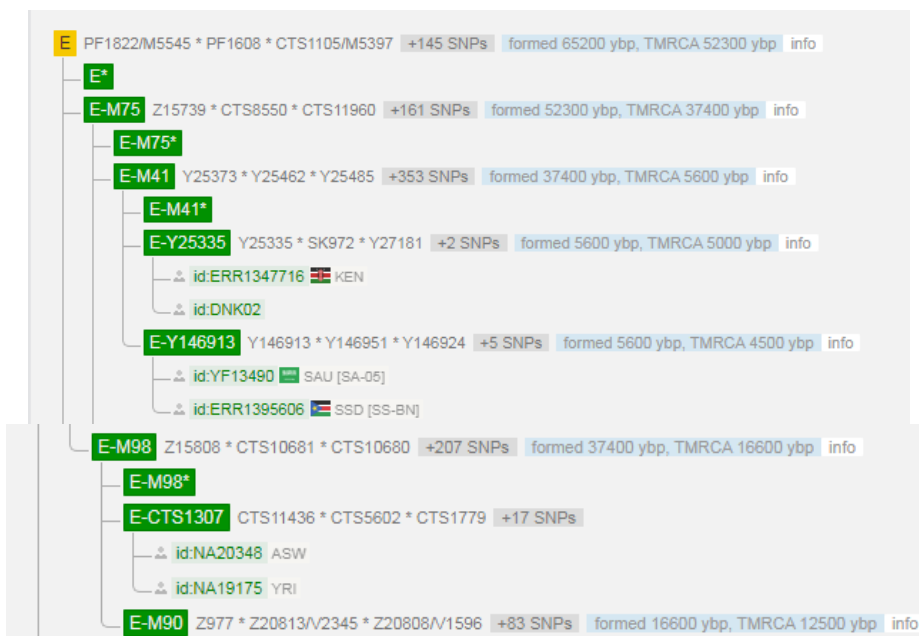 E PF1822/M5545 * PF1608 * CTS1105/M5397 +145 SNPs formed 65200 ybp, TMRCA 52300 ybp info
E*
E-M75 Z15739 * CTS8550 * CTS11960 +161 SNPs formed 52300 ybp, TMRCA 37400 ybp info
E-M75*
E-M41 Y25373 * Y25462 * Y25485 +353 SNPs formed 37400 ybp, TMRCA 5600 ybp info
E-M41*
E-Y25335 Y25335 * SK972 * Y27181 +2 SNPs formed 5600 ybp, TMRCA 5000 ybp info
id:ERR1347716 KEN
id:DNK02
E-Y146913 Y146913 * Y146951 * Y146924 +5 SNPs formed 5600 ybp, TMRCA 4500 ybp info
id:YF13490 SAU [SA-05]
id:ERR1395606 SSD [SS-BN]
E-M98 Z15808 * CTS10681 * CTS10680 +207 SNPs formed 37400 ybp, TMRCA 16600 ybp info
E-M98*
E-CTS1307 CTS11436 * CTS5602 * CTS1779 +17 SNPs
id:NA20348 ASW
id:NA19175 YRI
E-M90 Z977 * Z20813/V2345 * Z20808/V1596 +83 SNPs formed 16600 ybp, TMRCA 12500 ybp info